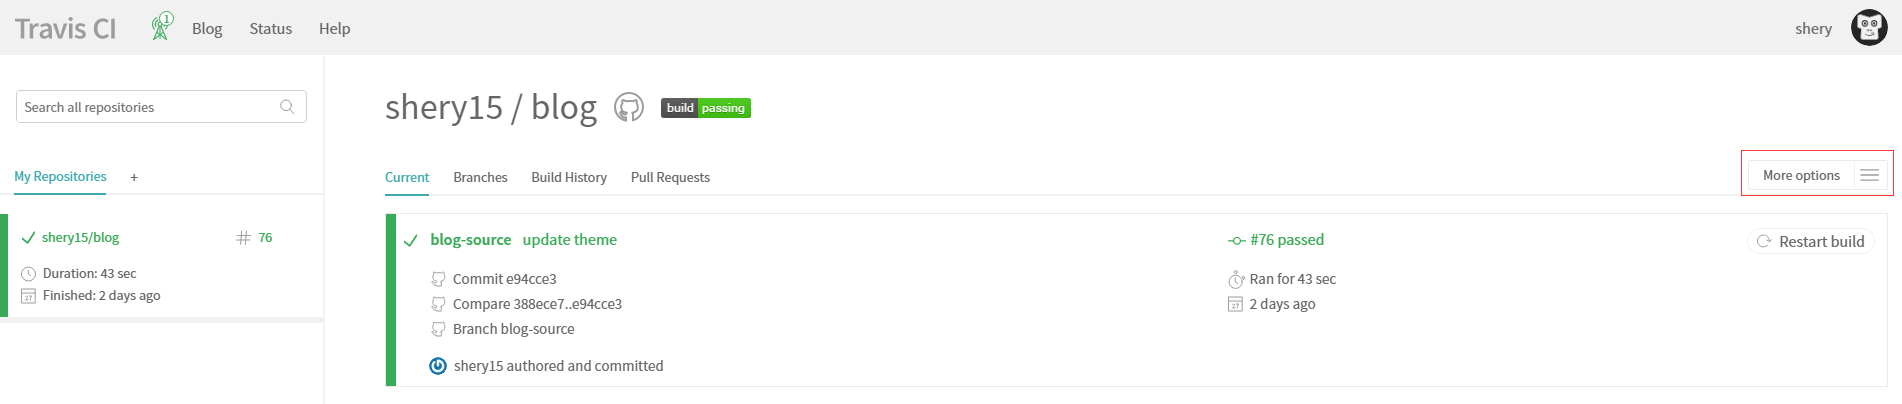 Travis CI 1 Blog Status Help shery
Search all repositories
My Repositories +
shery15/blog # 76
Duration: 43 sec
27 Finished: 2 days ago
shery15 / blog build passing
Current Branches Build History Pull Requests More options
blog-source update theme #76 passed Restart build
Commit e94cce3 Ran for 43 sec
Compare 388ece7..e94cce3 27 2 days ago
Branch blog-source
shery15 authored and committed